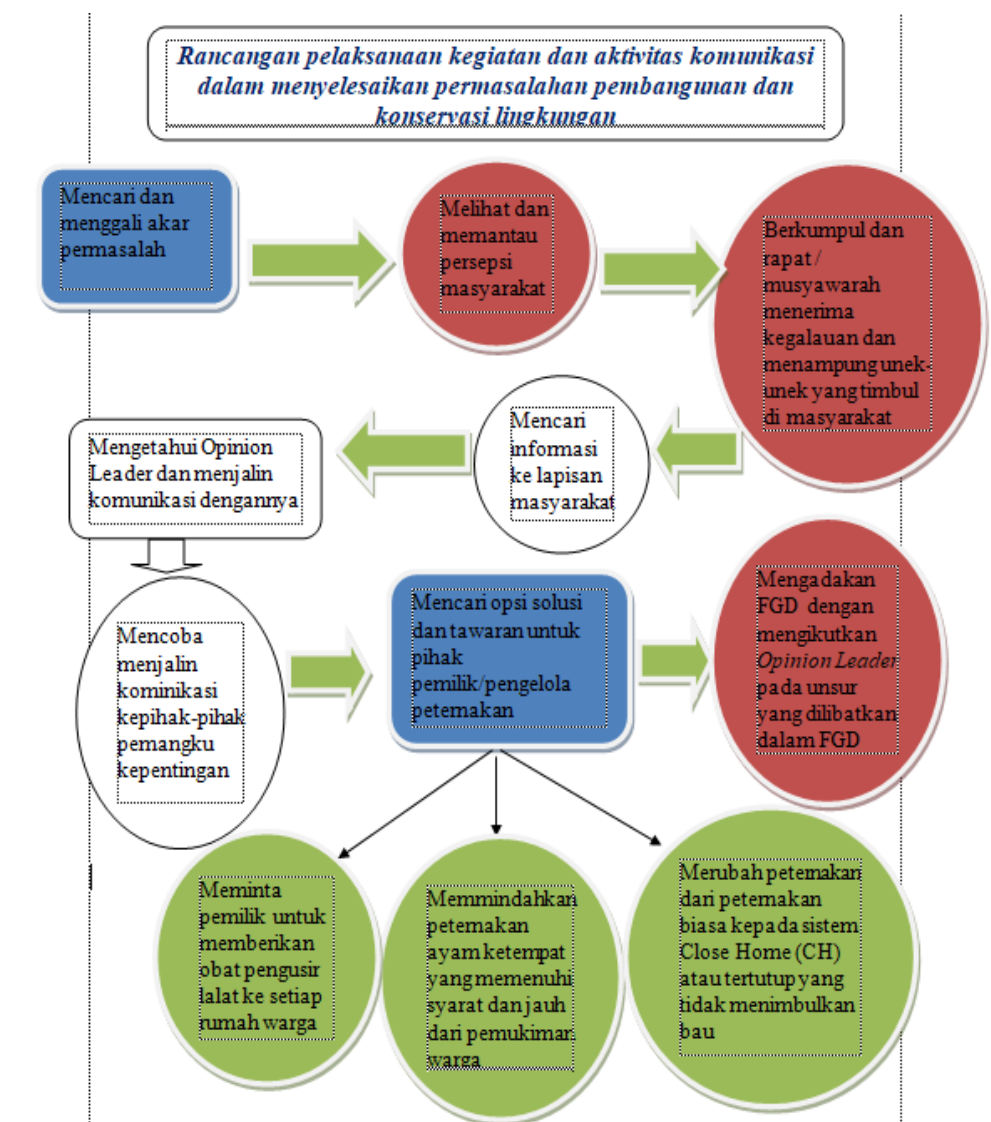 Rancangan pelaksanaan kegiatan dan aktivitas komunikasi
dalam menyelesaikan permasalahan pembangunan dan
konservasi lingkungan
Mencari dan
menggali akar
permasalah
Melihat dan
memantau
persepsi
masyarakat
Berkumpul dan
rapat /
musyawarah
menerima
kegalauan dan
menampung unek-
unek yang timbul
di masyarakat
Mencari
informasi
ke lapisan
masyarakat
Mengetahui Opinion
Leader dan menjalin
komunikasi dengannya
Mencoba
menjalin
kominikasi
kepihak-pihak
pemangku
kepentingan
Mencari opsi solusi
dan tawaran untuk
pihak
pemilik/pengelola
peternakan
Mengadakan
FGD dengan
mengikutkan
Opinion Leader
pada unsur
yang dilibatkan
dalam FGD
Meminta
pemilik untuk
memberikan
obat pengusir
lalat ke setiap
rumah warga
Memmindahkan
peternakan
ayam ketempat
yang memenuhi
syarat dan jauh
dari pemukiman
warga
Merubah peternakan
dari peternakan
biasa kepada sistem
Close Home (CH)
atau tertutup yang
tidak menimbulkan
bau